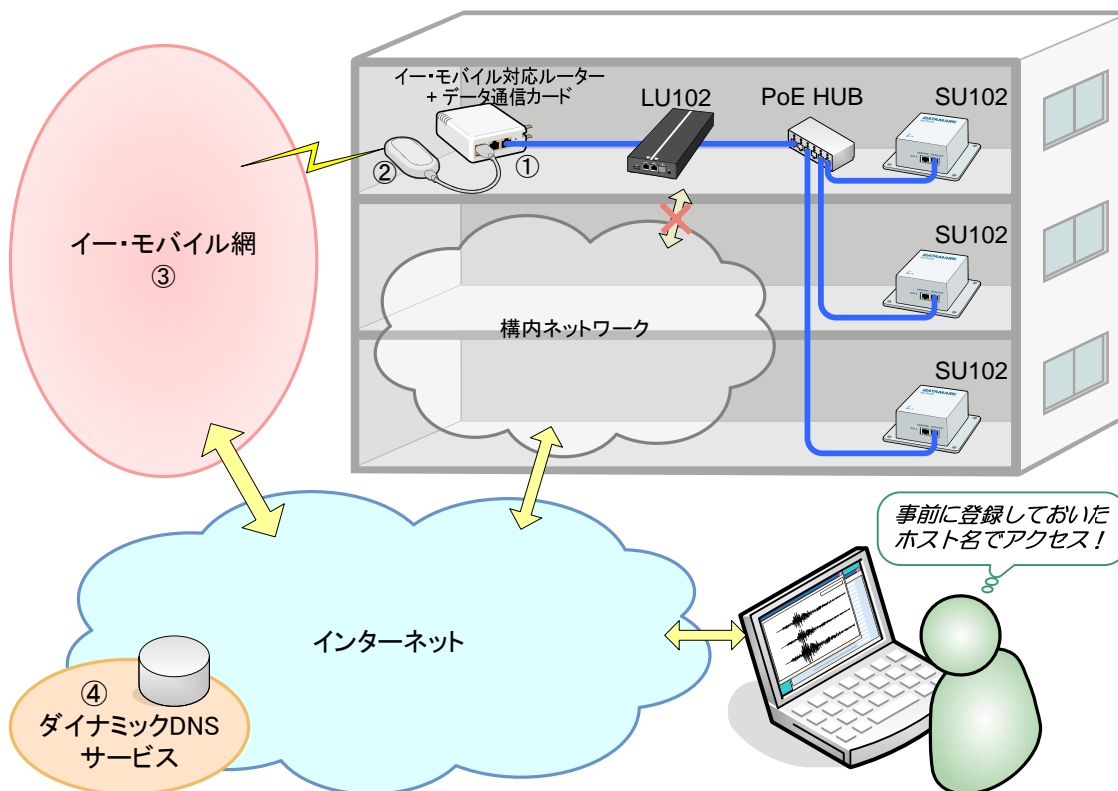 イー・モバイル対応ルーター
+ データ通信カード
LU102
PoE HUB
SU102
①
②
イー・モバイル網
③
SU102
構内ネットワーク
SU102
事前に登録しておいた
ホスト名でアクセス！
インターネット
④
ダイナミックDNS
サービス
DATAMARK
DATAMARK
DATAMARK